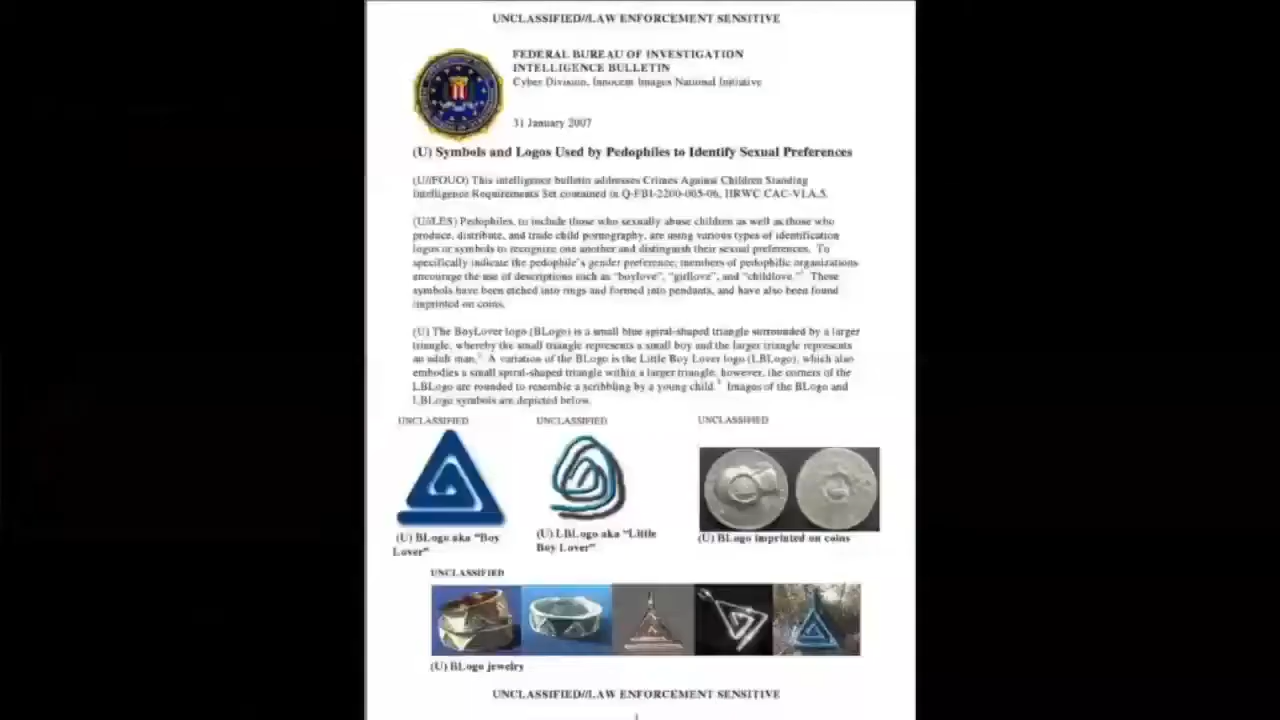 UNCLASSIFIED//LAW ENFORCEMENT SENSITIVE
FEDERAL BUREAU OF INVESTIGATION
INTELLIGENCE BULLETIN
Cyber Division, Innocent Images National Initiative
31 January 2007
(U) Symbols and Logos Used by Pedophiles to Identify Sexual Preferences
(U//FOUO) This intelligence bulletin addresses Crimes Against Children Standing
Intelligence Requirements Set contained in Q-FBI-2200-005-06, HRWC CAC-VI.A.5.
(U//LES) Pedophiles, to include those who sexually abuse children as well as those who
produce, distribute, and trade child pornography, are using various types of identification
logos or symbols to recognize one another and distinguish their sexual preferences. To
specifically indicate the pedophile's gender preference, members of pedophilic organizations
encourage the use of descriptions such as "boylove", "girllove", and "childlove." These
symbols have been etched into rings and formed into pendants, and have also been found
imprinted on coins.
(U) The BoyLover logo (BLogo) is a small blue spiral-shaped triangle surrounded by a larger
triangle, whereby the small triangle represents a small boy and the larger triangle represents
an adult man. A variation of the BLogo is the Little Boy Lover logo (LBLogo), which also
embodies a small spiral-shaped triangle within a larger triangle; however, the corners of the
LBLogo are rounded to resemble a scribbling by a young child. Images of the BLogo and
LBLogo symbols are depicted below.
UNCLASSIFIED UNCLASSIFIED UNCLASSIFIED
(U) BLogo aka "Boy
Lover"
(U) LBLogo aka "Little
Boy Lover"
(U) BLogo imprinted on coins
UNCLASSIFIED
(U) BLogo jewelry
UNCLASSIFIED//LAW ENFORCEMENT SENSITIVE